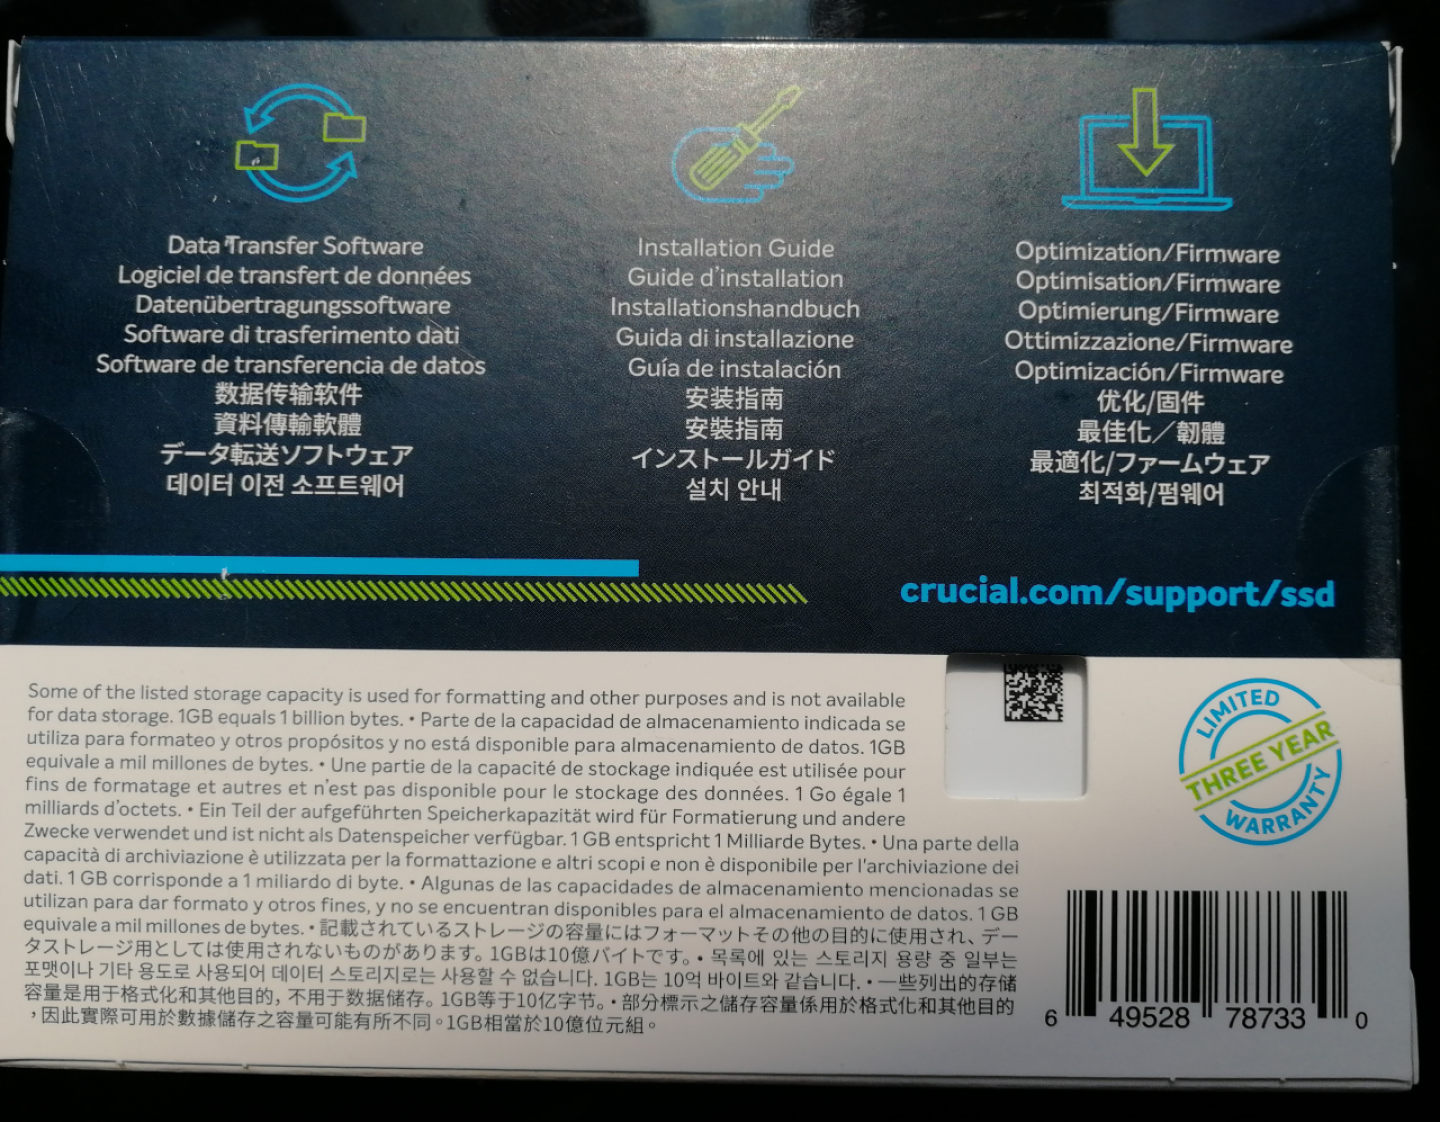 Data Transfer Software
Logiciel de transfert de données
Datenübertragungssoftware
Software di trasferimento dati
Software de transferencia de datos
数据传输软件
資料傳輸軟體
データ転送ソフトウェア
데이터 이전 소프트웨어
Installation Guide
Guide d'installation
Installationshandbuch
Guida di installazione
Guía de instalación
安装指南
安裝指南
インストールガイド
설치 안내
Optimization/Firmware
Optimisation/Firmware
Optimierung/Firmware
Ottimizzazione/Firmware
Optimización/Firmware
优化/固件
最佳化／韌體
最適化/ファームウェア
최적화/펌웨어
crucial.com/support/ssd
Some of the listed storage capacity is used for formatting and other purposes and is not available
for data storage. 1GB equals 1 billion bytes. • Parte de la capacidad de almacenamiento indicada se
utiliza para formateo y otros propósitos y no está disponible para almacenamiento de datos. 1GB
equivale a mil millones de bytes. • Une partie de la capacité de stockage indiquée est utilisée pour
fins de formatage et autres et n'est pas disponible pour le stockage des données. 1 Go égale 1
milliards d'octets. • Ein Teil der aufgeführten Speicherkapazität wird für Formatierung und andere
Zwecke verwendet und ist nicht als Datenspeicher verfügbar. 1 GB entspricht 1 Milliarde Bytes. • Una parte della
capacità di archiviazione è utilizzata per la formattazione e altri scopi e non è disponibile per l'archiviazione dei
dati. 1 GB corrisponde a 1 miliardo di byte. • Algunas de las capacidades de almacenamiento mencionadas se
utilizan para dar formato y otros fines, y no se encuentran disponibles para el almacenamiento de datos. 1 GB
equivale a mil millones de bytes. • 記載されているストレージの容量にはフォーマットその他の目的に使用され、デー
タストレージ用としては使用されないものがあります。1GBは10億バイトです。• 목록에 있는 스토리지 용량 중 일부는
포맷이나 기타 용도로 사용되어 데이터 스토리지로는 사용할 수 없습니다. 1GB는 10억 바이트와 같습니다. • 一些列出的存储
容量是用于格式化和其他目的，不用于数据储存。1GB等于10亿字节。• 部分標示之儲存容量係用於格式化和其他目的
，因此實際可用於數據儲存之容量可能有所不同。1GB相當於10億位元組。
LIMITED
THREE YEAR
WARRANTY
6 49528 78733 0